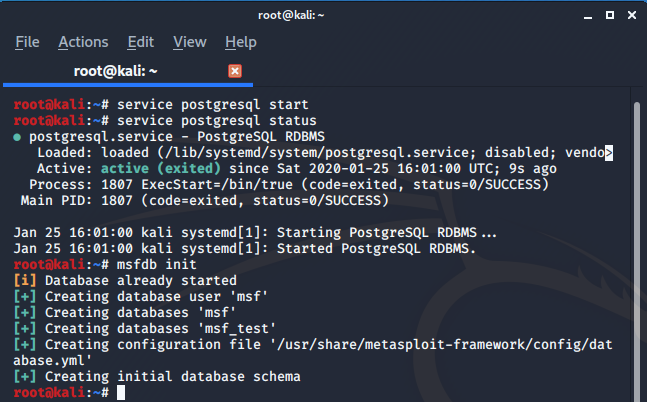 root@kali: ~
File Actions Edit View Help
root@kali: ~
root@kali:~# service postgresql start
root@kali:~# service postgresql status
● postgresql.service - PostgreSQL RDBMS
   Loaded: loaded (/lib/systemd/system/postgresql.service; disabled; vendo>
   Active: active (exited) since Sat 2020-01-25 16:01:00 UTC; 9s ago
  Process: 1807 ExecStart=/bin/true (code=exited, status=0/SUCCESS)
 Main PID: 1807 (code=exited, status=0/SUCCESS)
Jan 25 16:01:00 kali systemd[1]: Starting PostgreSQL RDBMS...
Jan 25 16:01:00 kali systemd[1]: Started PostgreSQL RDBMS.
root@kali:~# msfdb init
[i] Database already started
[+] Creating database user 'msf'
[+] Creating databases 'msf'
[+] Creating databases 'msf_test'
[+] Creating configuration file '/usr/share/metasploit-framework/config/dat
abase.yml'
[+] Creating initial database schema
root@kali:~#